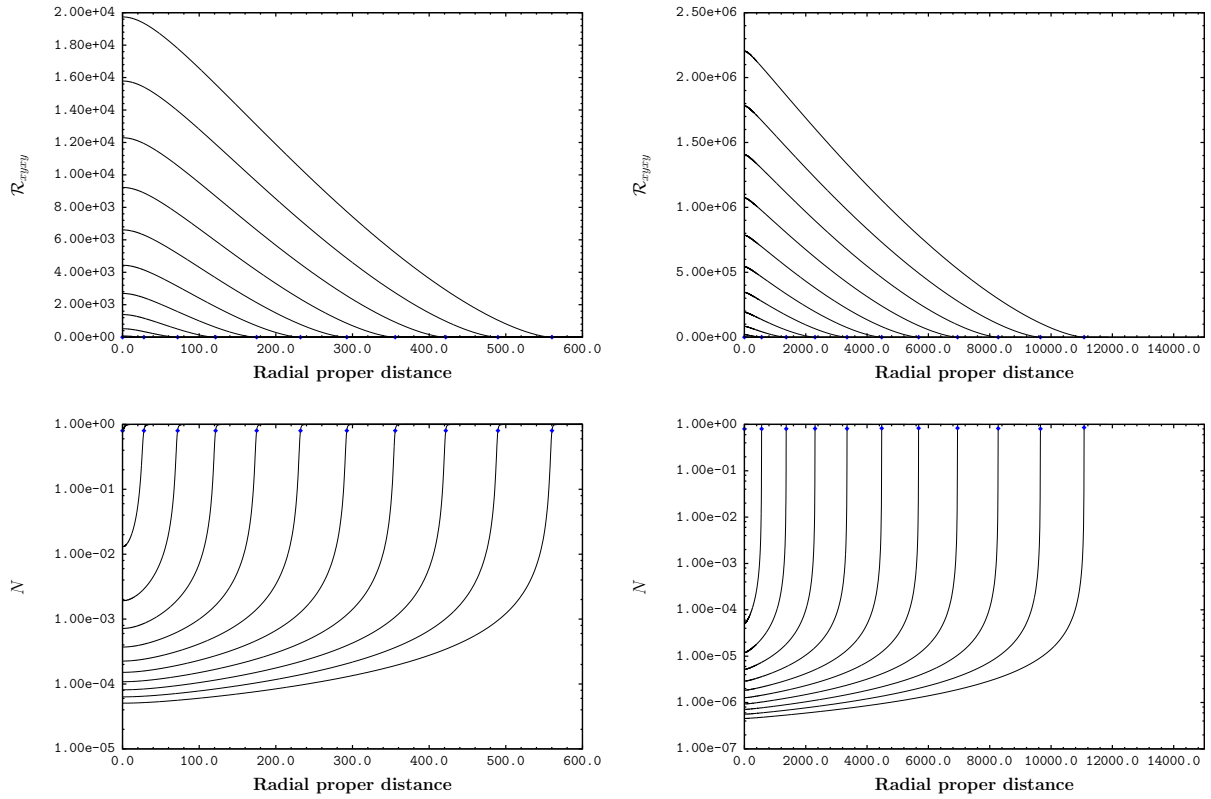 2.00e+04
1.80e+04
1.60e+04
1.40e+04
1.20e+04
1.00e+04
8.00e+03
6.00e+03
4.00e+03
2.00e+03
0.00e+00
ℛxyxy
0.0 100.0 200.0 300.0 400.0 500.0 600.0
Radial proper distance
2.50e+06
2.00e+06
1.50e+06
1.00e+06
5.00e+05
0.00e+00
ℛxyxy
0.0 2000.0 4000.0 6000.0 8000.0 10000.0 12000.0 14000.0
Radial proper distance
1.00e+00
1.00e-01
1.00e-02
1.00e-03
1.00e-04
1.00e-05
N
0.0 100.0 200.0 300.0 400.0 500.0 600.0
Radial proper distance
1.00e+00
1.00e-01
1.00e-02
1.00e-03
1.00e-04
1.00e-05
1.00e-06
1.00e-07
N
0.0 2000.0 4000.0 6000.0 8000.0 10000.0 12000.0 14000.0
Radial proper distance